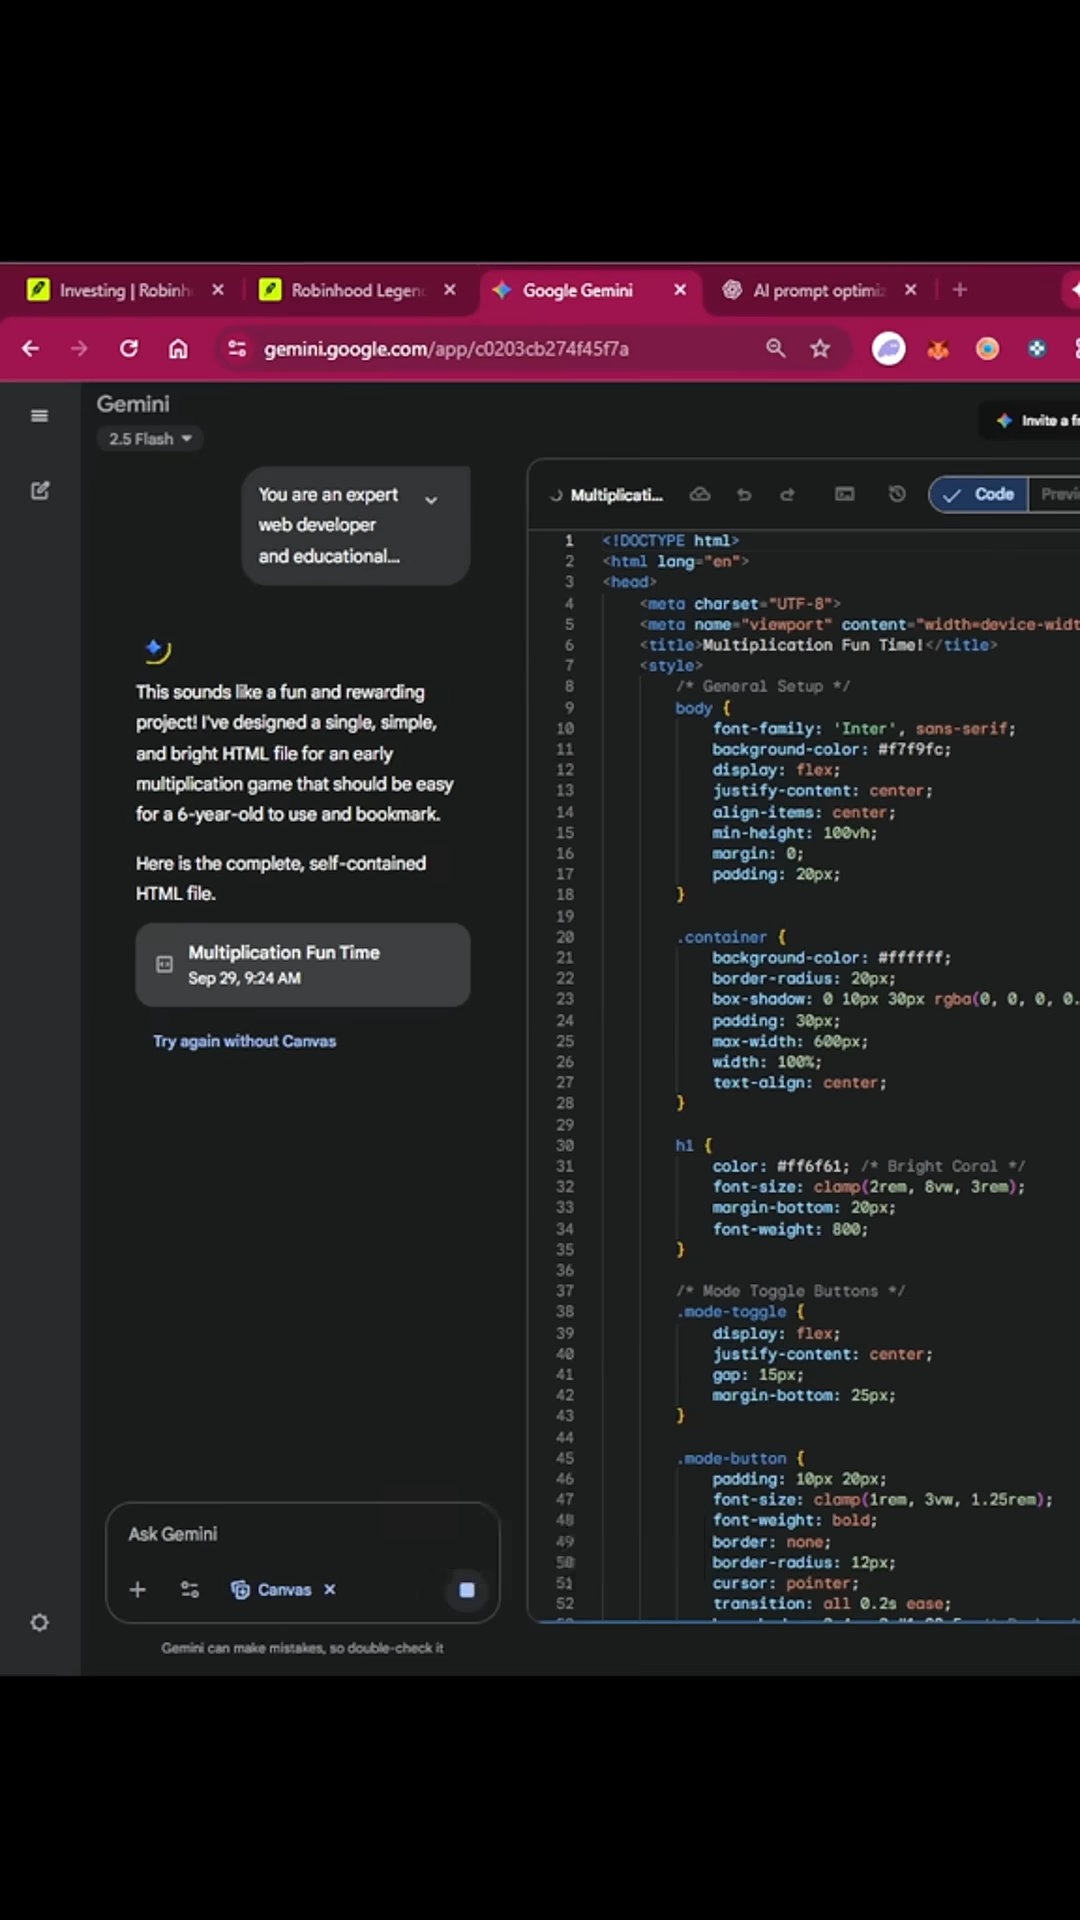 Investing | Robinh
Robinhood Legen
Google Gemini
AI prompt optimiz
gemini.google.com/app/c0203cb274f45f7a
Gemini
2.5 Flash
Invite a fr
You are an expert
web developer
and educational...
This sounds like a fun and rewarding
project! I've designed a single, simple,
and bright HTML file for an early
multiplication game that should be easy
for a 6-year-old to use and bookmark.
Here is the complete, self-contained
HTML file.
Multiplication Fun Time
Sep 29, 9:24 AM
Try again without Canvas
Ask Gemini
Canvas
Gemini can make mistakes, so double-check it
Multiplicati...
Code
Previ
1 <!DOCTYPE html>
2 <html lang="en">
3 <head>
4 <meta charset="UTF-8">
5 <meta name="viewport" content="width=device-widt
6 <title>Multiplication Fun Time!</title>
7 <style>
8 /* General Setup */
9 body {
10 font-family: 'Inter', sans-serif;
11 background-color: #f7f9fc;
12 display: flex;
13 justify-content: center;
14 align-items: center;
15 min-height: 100vh;
16 margin: 0;
17 padding: 20px;
18 }
19
20 .container {
21 background-color: #ffffff;
22 border-radius: 20px;
23 box-shadow: 0 10px 30px rgba(0, 0, 0, 0.
24 padding: 30px;
25 max-width: 600px;
26 width: 100%;
27 text-align: center;
28 }
29
30 h1 {
31 color: #ff6f61; /* Bright Coral */
32 font-size: clamp(2rem, 8vw, 3rem);
33 margin-bottom: 20px;
34 font-weight: 800;
35 }
36
37 /* Mode Toggle Buttons */
38 .mode-toggle {
39 display: flex;
40 justify-content: center;
41 gap: 15px;
42 margin-bottom: 25px;
43 }
44
45 .mode-button {
46 padding: 10px 20px;
47 font-size: clamp(1rem, 3vw, 1.25rem);
48 font-weight: bold;
49 border: none;
50 border-radius: 12px;
51 cursor: pointer;
52 transition: all 0.2s ease;